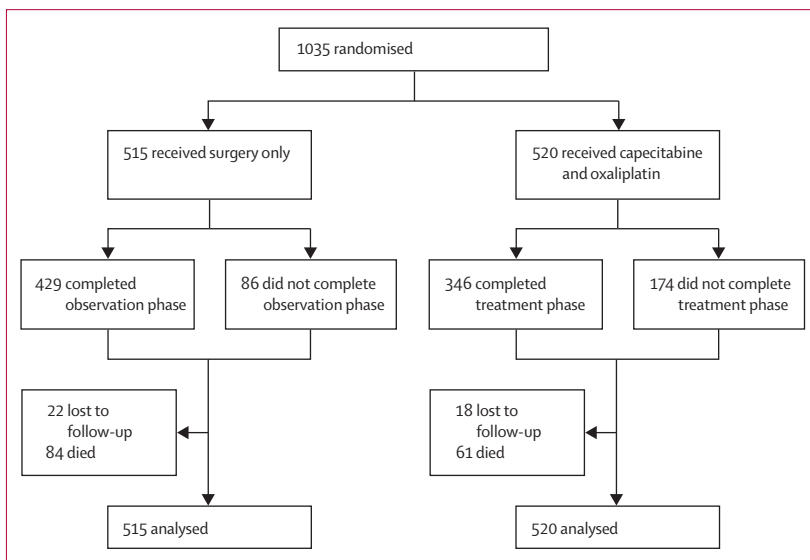 1035 randomised
515 received surgery only
520 received capecitabine
and oxaliplatin
429 completed
observation phase
86 did not complete
observation phase
346 completed
treatment phase
174 did not complete
treatment phase
22 lost to
follow-up
84 died
18 lost to
follow-up
61 died
515 analysed
520 analysed